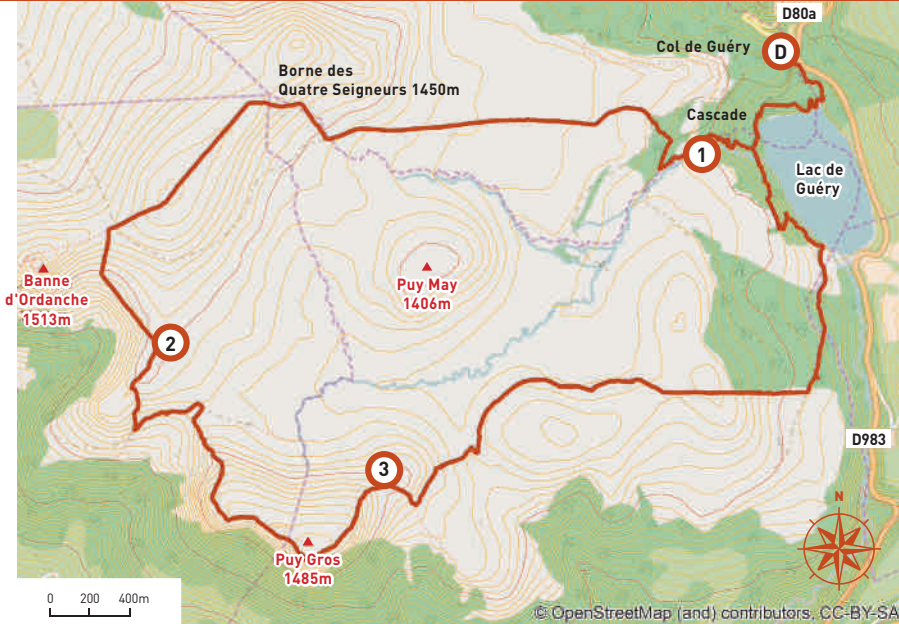 D80a
Col de Guéry
D
Borne des
Quatre Seigneurs 1450m
Cascade
1
Lac de
Guéry
Banne
d'Ordanche
1513m
Puy May
1406m
2
D983
3
N
Puy Gros
1485m
0 200 400m
© OpenStreetMap (and) contributors, CC-BY-SA